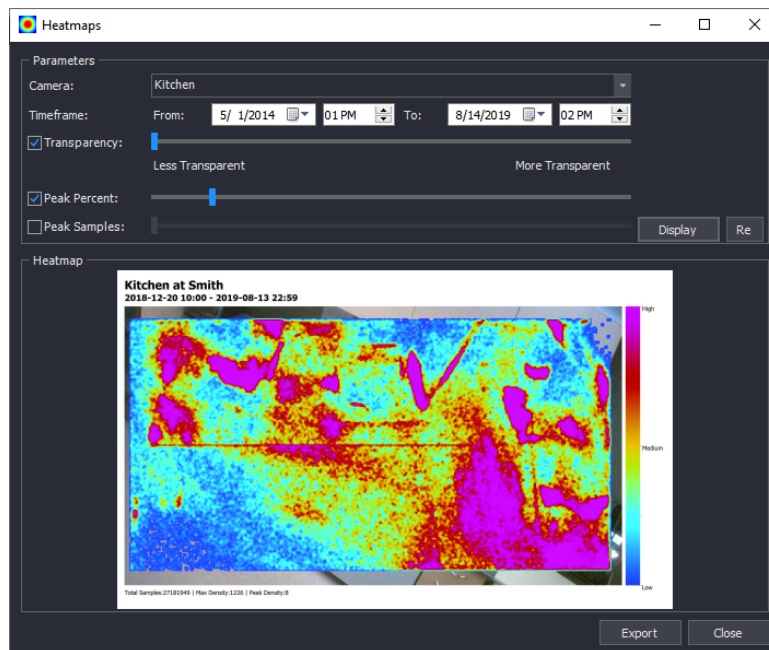 Heatmaps
Parameters
Camera: Kitchen
Timeframe: From: 5/ 1/2014 01 PM To: 8/14/2019 02 PM
Transparency:
Less Transparent More Transparent
Peak Percent:
Peak Samples: Display Re
Heatmap
Kitchen at Smith
2018-12-20 10:00 - 2019-08-13 22:59
High
Medium
Low
Total Samples:27181949 | Max Density:1226 | Peak Density:8
Export Close